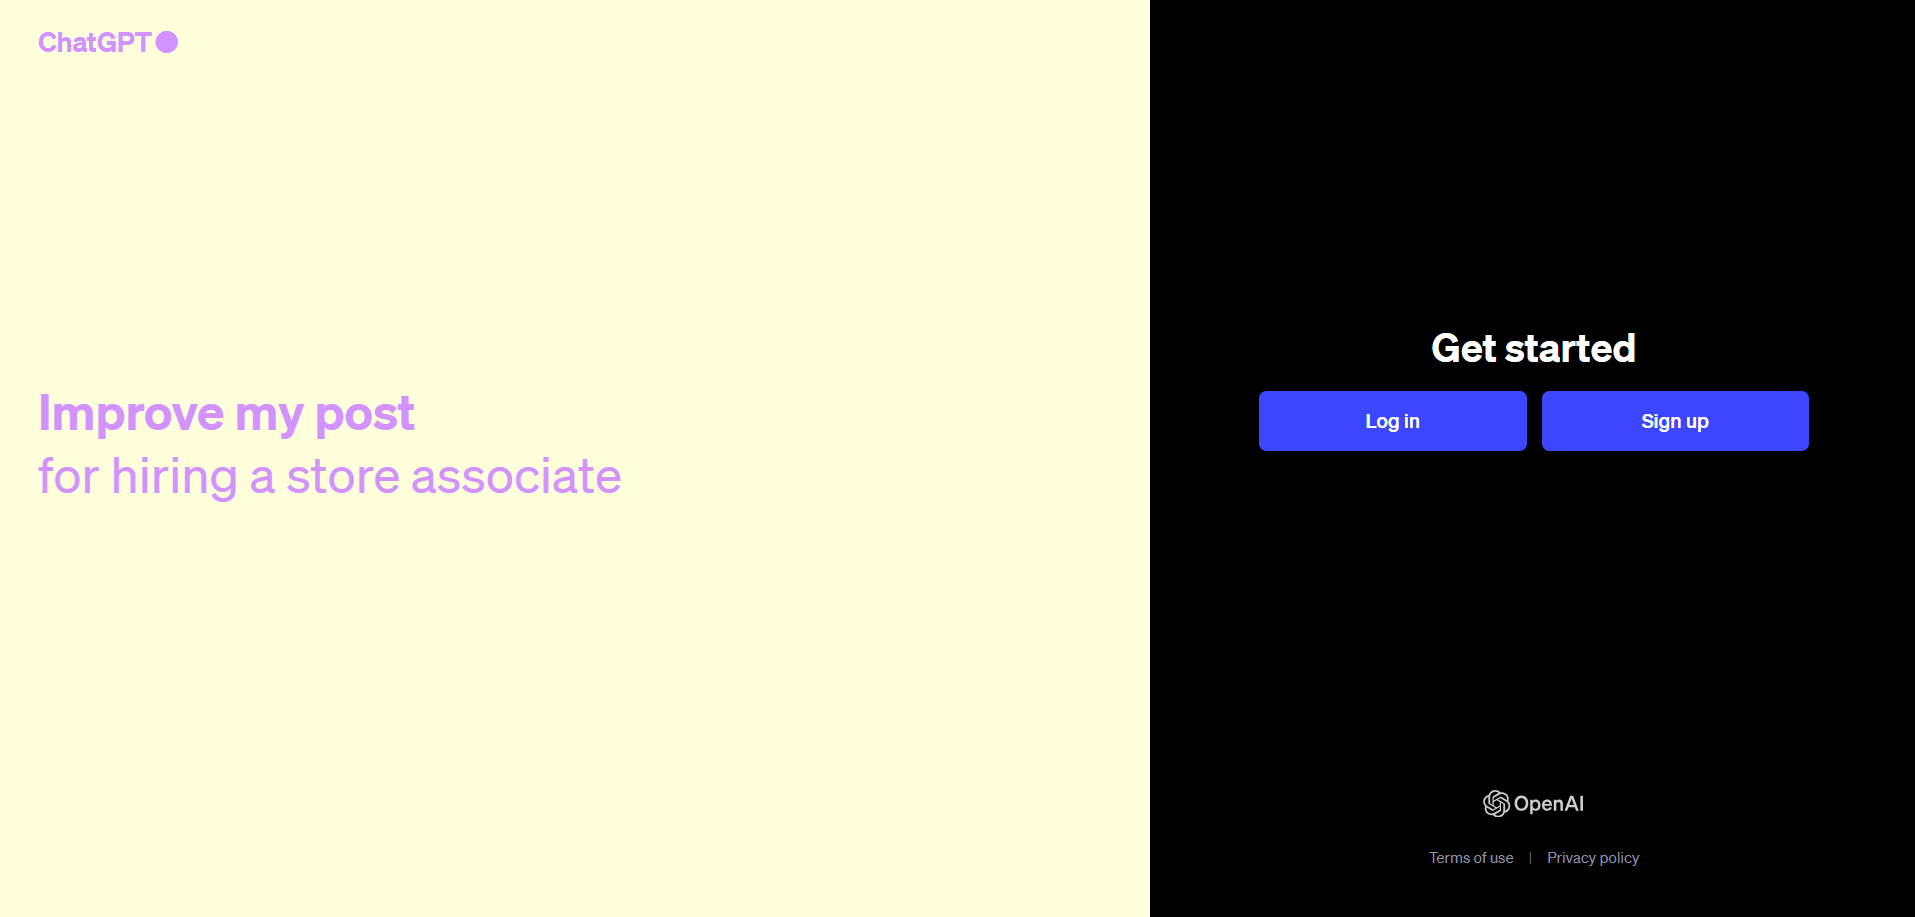 ChatGPT
Improve my post
for hiring a store associate
Get started
Log in
Sign up
OpenAI
Terms of use | Privacy policy